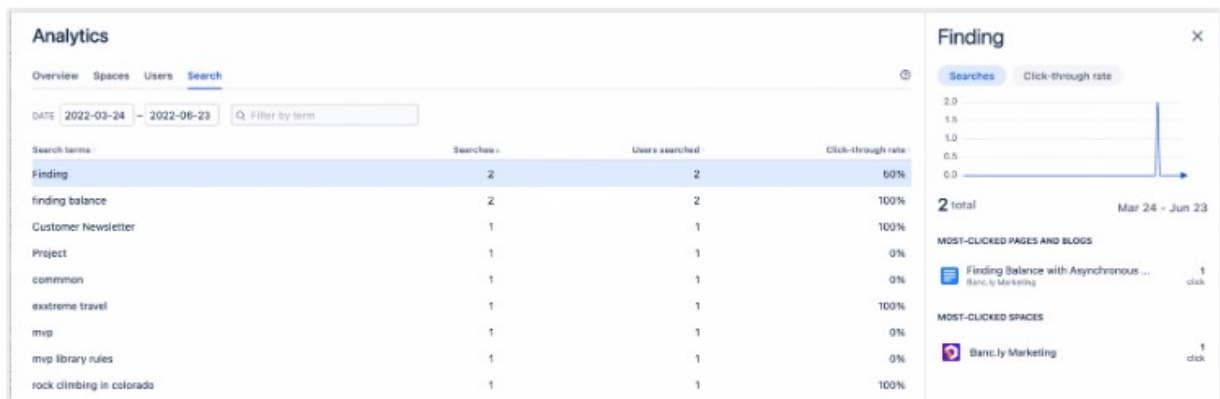 Analytics
Overview Spaces Users Search
DATE 2022-03-24 – 2022-06-23 Filter by term
Search terms Searches Users searched Click-through rate
Finding 2 2 50%
finding balance 2 2 100%
Customer Newsletter 1 1 100%
Project 1 1 0%
commmon 1 1 0%
exxtreme travel 1 1 100%
mvp 1 1 0%
mvp library rules 1 1 0%
rock climbing in colorado 1 1 100%
Finding
Searches Click-through rate
2.0
1.5
1.0
0.5
0.0
2 total Mar 24 - Jun 23
MOST-CLICKED PAGES AND BLOGS
Finding Balance with Asynchronous ... 1
Banc.ly Marketing click
MOST-CLICKED SPACES
Banc.ly Marketing 1
click